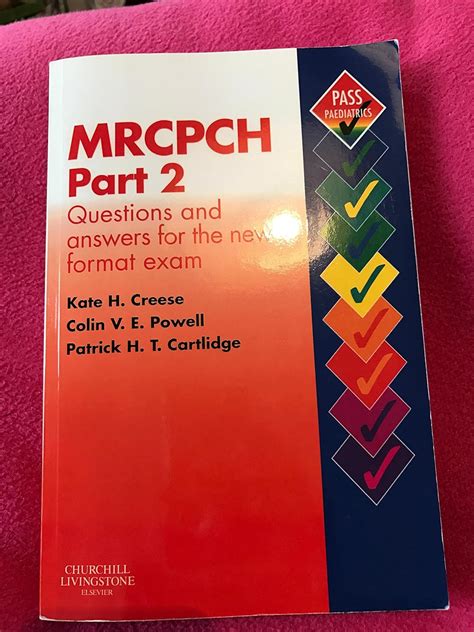 PASS
PAEDIATRICS
MRCPCH
Part 2
Questions and
answers for the new
format exam
Kate H. Creese
Colin V. E. Powell
Patrick H. T. Cartlidge
CHURCHILL
LIVINGSTONE
ELSEVIER